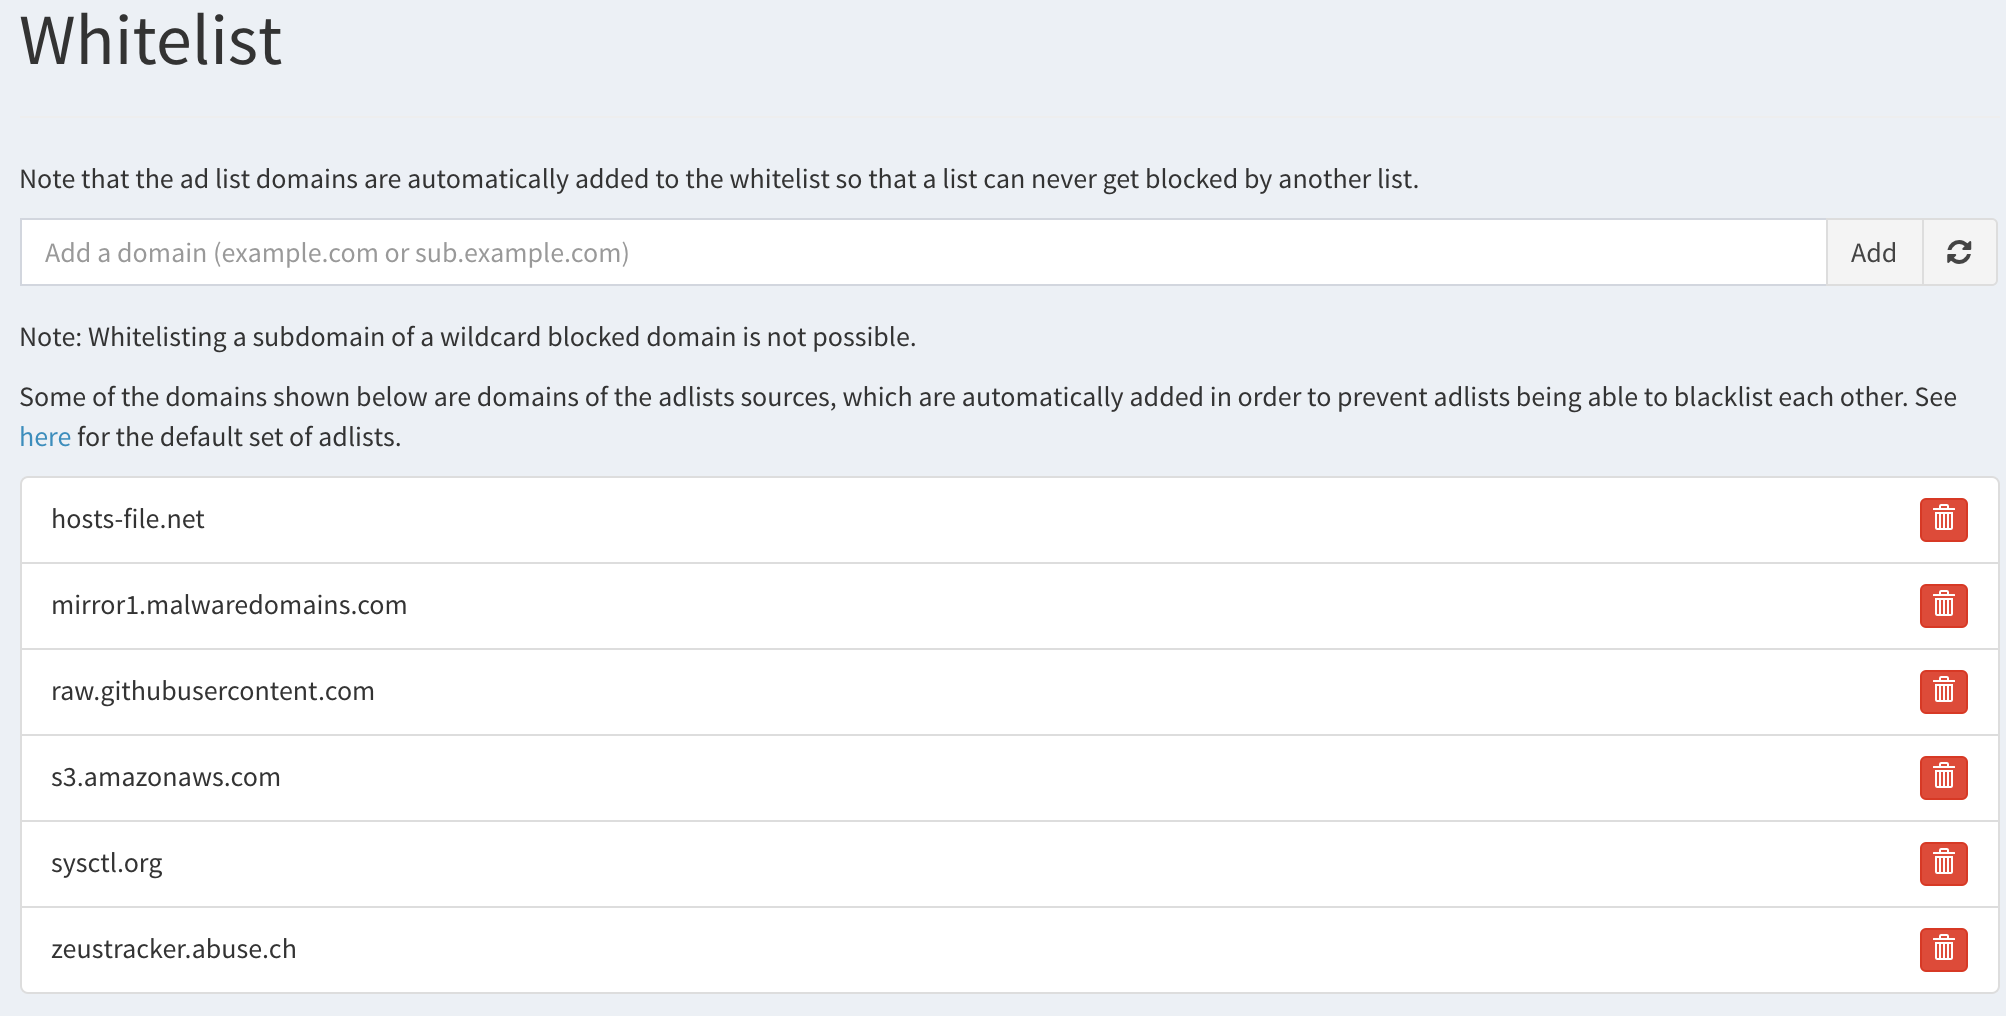 Whitelist
Note that the ad list domains are automatically added to the whitelist so that a list can never get blocked by another list.
Add a domain (example.com or sub.example.com)
Add
Note: Whitelisting a subdomain of a wildcard blocked domain is not possible.
Some of the domains shown below are domains of the adlists sources, which are automatically added in order to prevent adlists being able to blacklist each other. See
here for the default set of adlists.
hosts-file.net
mirror1.malwaredomains.com
raw.githubusercontent.com
s3.amazonaws.com
sysctl.org
zeustracker.abuse.ch